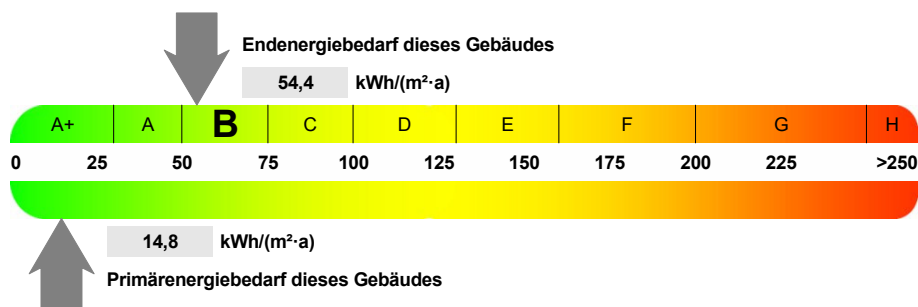 Endenergiebedarf dieses Gebäudes
54,4 kWh/(m²·a)
A+ A B C D E F G H
0 25 50 75 100 125 150 175 200 225 >250
14,8 kWh/(m²·a)
Primärenergiebedarf dieses Gebäudes